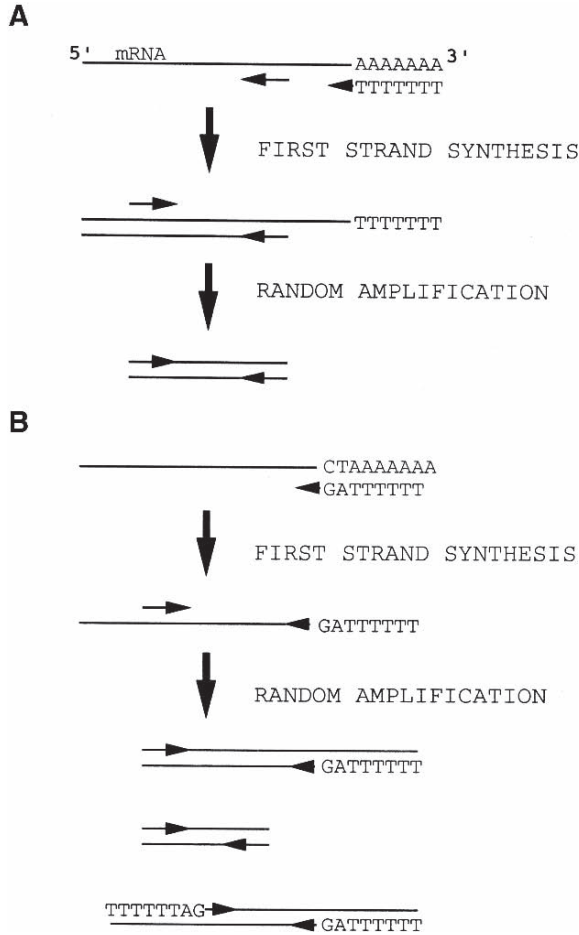 A
5' mRNA AAAAAAA 3'
TTTTTTT
FIRST STRAND SYNTHESIS
TTTTTTT
RANDOM AMPLIFICATION
B
CTAAAAAAA
GATTTTTT
FIRST STRAND SYNTHESIS
GATTTTTT
RANDOM AMPLIFICATION
GATTTTTT
TTTTTTAG
GATTTTTT